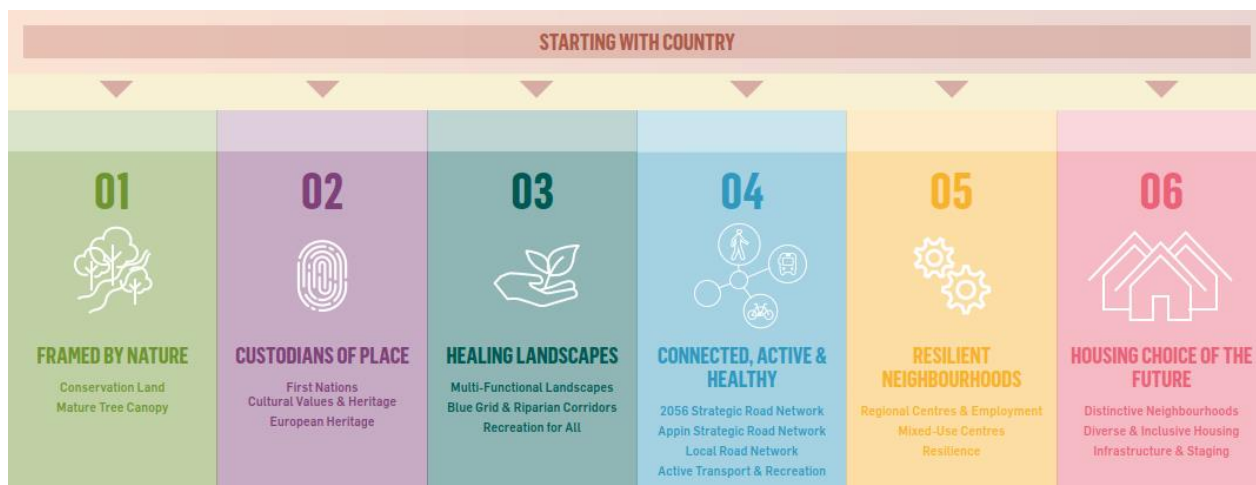 STARTING WITH COUNTRY
01
FRAMED BY NATURE
Conservation Land
Mature Tree Canopy
02
CUSTODIANS OF PLACE
First Nations
Cultural Values & Heritage
European Heritage
03
HEALING LANDSCAPES
Multi-Functional Landscapes
Blue Grid & Riparian Corridors
Recreation for All
04
CONNECTED, ACTIVE &
HEALTHY
2056 Strategic Road Network
Appin Strategic Road Network
Local Road Network
Active Transport & Recreation
05
RESILIENT
NEIGHBOURHOODS
Regional Centres & Employment
Mixed-Use Centres
Resilience
06
HOUSING CHOICE OF THE
FUTURE
Distinctive Neighbourhoods
Diverse & Inclusive Housing
Infrastructure & Staging